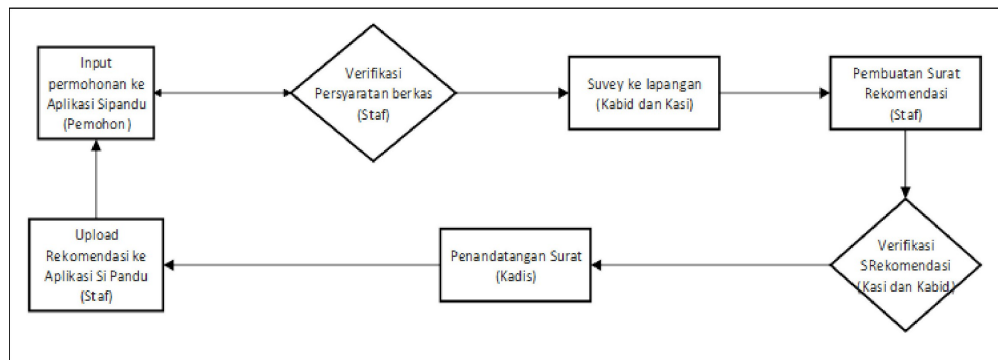 Input
permohonan ke
Aplikasi Sipandu
(Pemohon)
Verifikasi
Persyaratan berkas
(Staf)
Suvey ke lapangan
(Kabid dan Kasi)
Pembuatan Surat
Rekomendasi
(Staf)
Verifikasi
SRekomendasi
(Kasi dan Kabid)
Penandatangan Surat
(Kadis)
Upload
Rekomendasi ke
Aplikasi Si Pandu
(Staf)